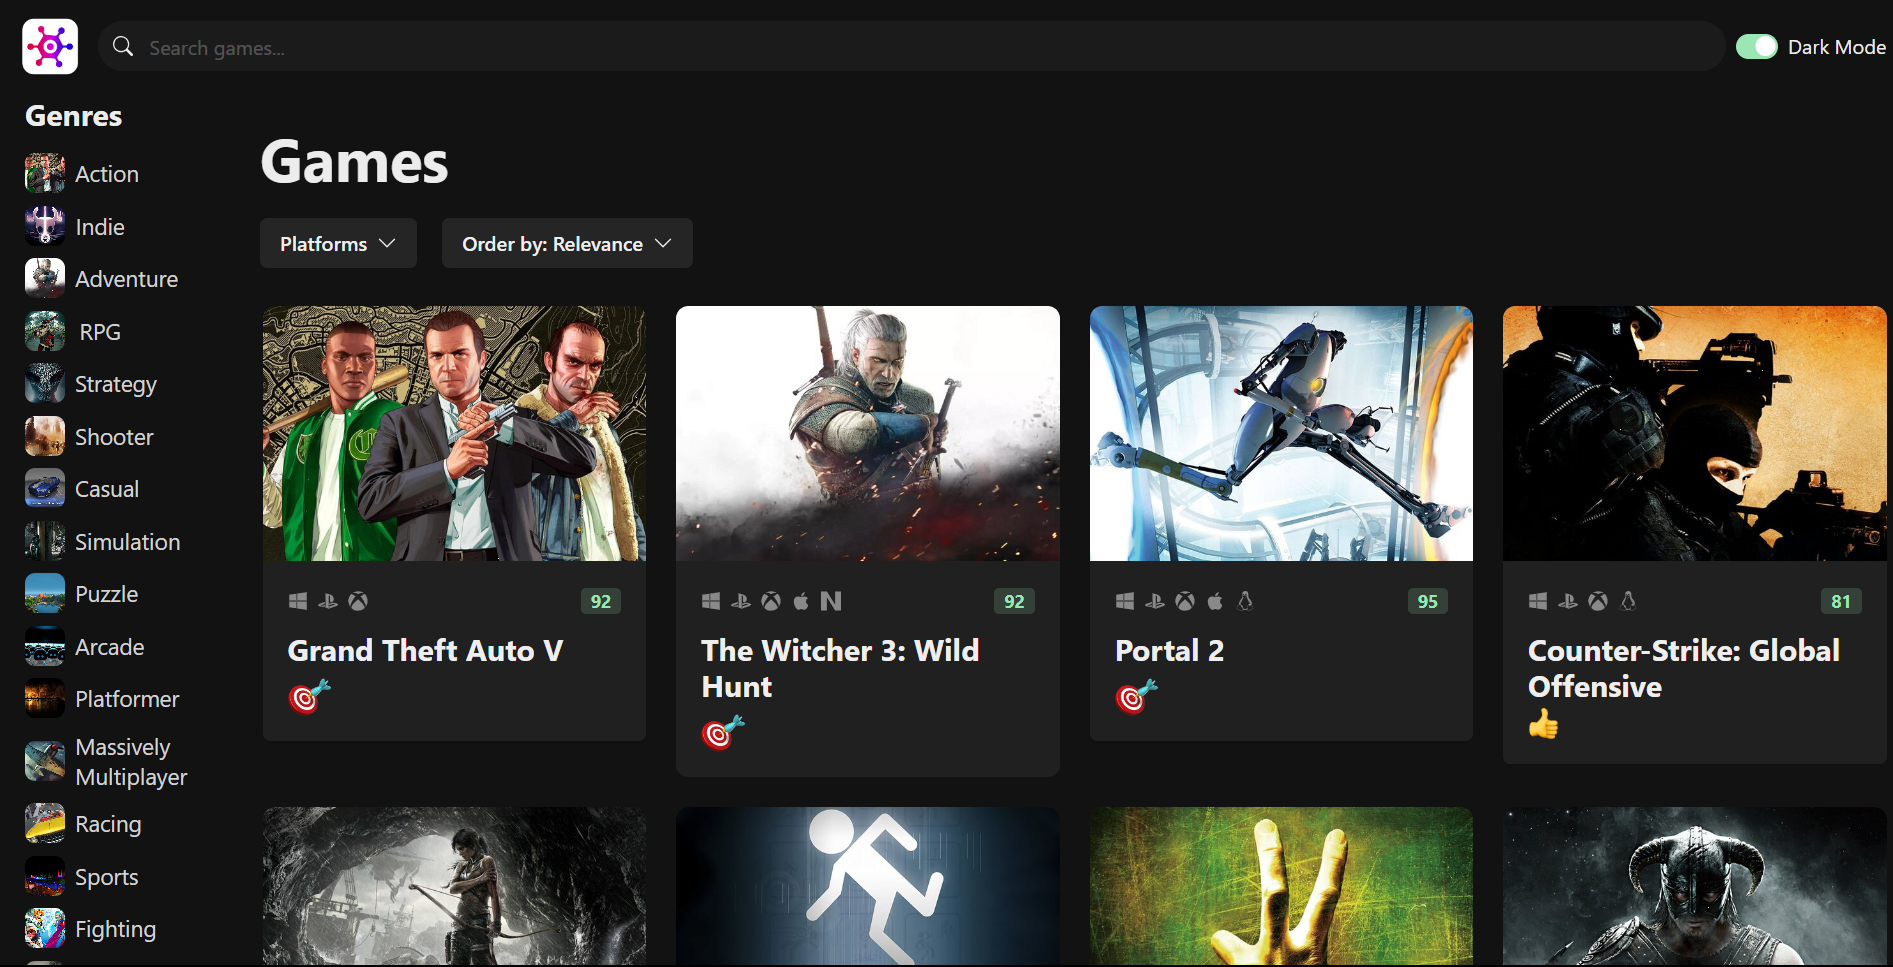 Search games...
Dark Mode
Genres
Action
Indie
Adventure
RPG
Strategy
Shooter
Casual
Simulation
Puzzle
Arcade
Platformer
Massively
Multiplayer
Racing
Sports
Fighting
Games
Platforms
Order by: Relevance
92
Grand Theft Auto V
92
The Witcher 3: Wild
Hunt
95
Portal 2
81
Counter-Strike: Global
Offensive